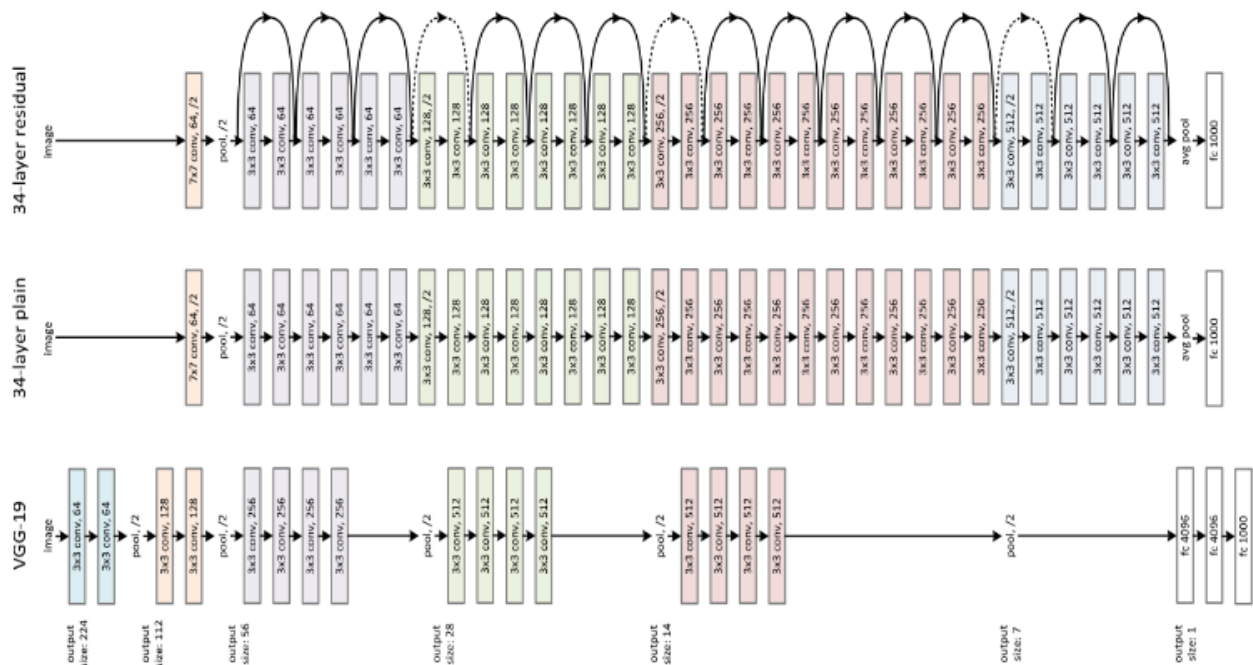 output
size: 224
output
size: 112
output
size: 56
output
size: 28
output
size: 14
output
size: 7
output
size: 1
VGG-19
image
3x3 conv, 64
3x3 conv, 64
pool, /2
3x3 conv, 128
3x3 conv, 128
pool, /2
3x3 conv, 256
3x3 conv, 256
3x3 conv, 256
3x3 conv, 256
pool, /2
3x3 conv, 512
3x3 conv, 512
3x3 conv, 512
3x3 conv, 512
pool, /2
3x3 conv, 512
3x3 conv, 512
3x3 conv, 512
3x3 conv, 512
pool, /2
fc 4096
fc 4096
fc 1000
34-layer plain
image
7x7 conv, 64, /2
pool, /2
3x3 conv, 64
3x3 conv, 64
3x3 conv, 64
3x3 conv, 64
3x3 conv, 64
3x3 conv, 64
3x3 conv, 128, /2
3x3 conv, 128
3x3 conv, 128
3x3 conv, 128
3x3 conv, 128
3x3 conv, 128
3x3 conv, 128
3x3 conv, 128
3x3 conv, 256, /2
3x3 conv, 256
3x3 conv, 256
3x3 conv, 256
3x3 conv, 256
3x3 conv, 256
3x3 conv, 256
3x3 conv, 256
3x3 conv, 256
3x3 conv, 256
3x3 conv, 256
3x3 conv, 256
3x3 conv, 512, /2
3x3 conv, 512
3x3 conv, 512
3x3 conv, 512
3x3 conv, 512
3x3 conv, 512
avg pool
fc 1000
34-layer residual
image
7x7 conv, 64, /2
pool, /2
3x3 conv, 64
3x3 conv, 64
3x3 conv, 64
3x3 conv, 64
3x3 conv, 64
3x3 conv, 64
3x3 conv, 128, /2
3x3 conv, 128
3x3 conv, 128
3x3 conv, 128
3x3 conv, 128
3x3 conv, 128
3x3 conv, 128
3x3 conv, 128
3x3 conv, 256, /2
3x3 conv, 256
3x3 conv, 256
3x3 conv, 256
3x3 conv, 256
3x3 conv, 256
3x3 conv, 256
3x3 conv, 256
3x3 conv, 256
3x3 conv, 256
3x3 conv, 256
3x3 conv, 256
3x3 conv, 512, /2
3x3 conv, 512
3x3 conv, 512
3x3 conv, 512
3x3 conv, 512
3x3 conv, 512
avg pool
fc 1000